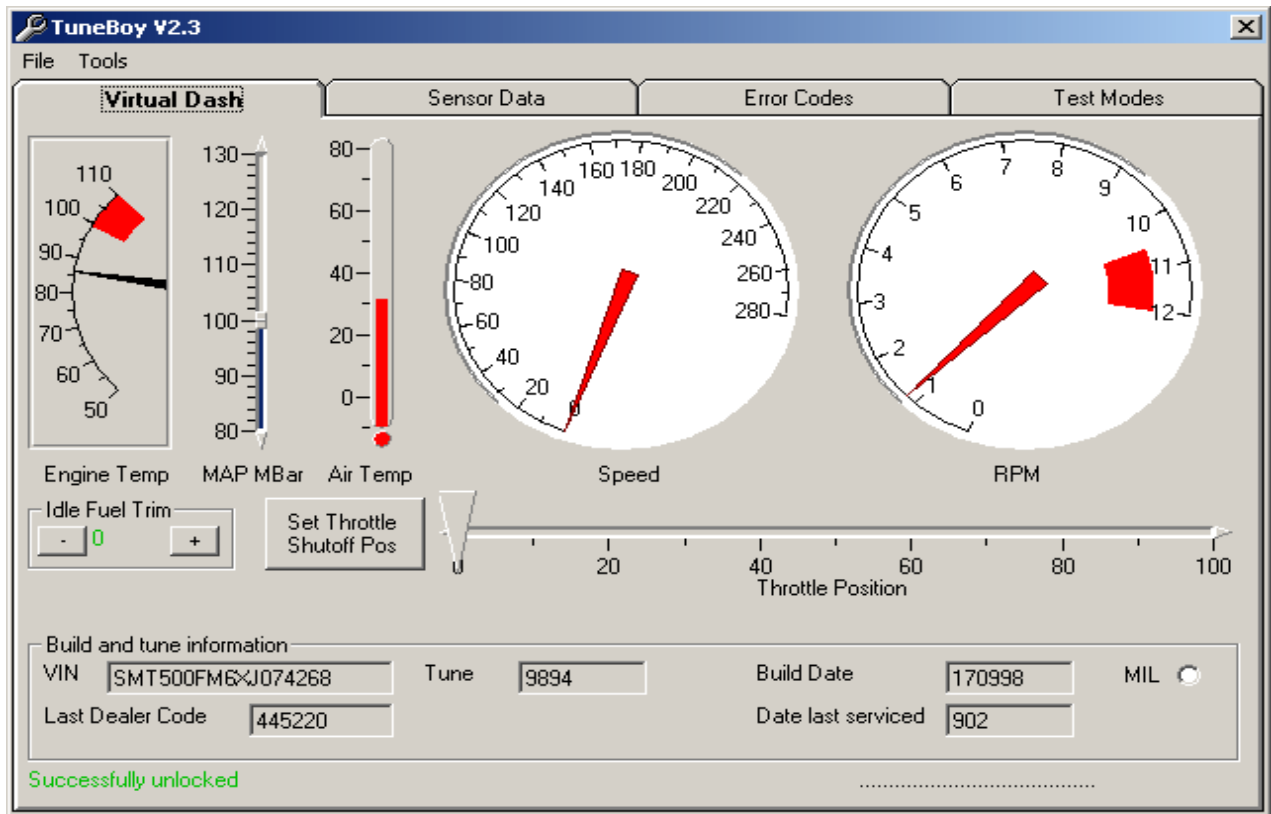 TuneBoy V2.3
File Tools
Virtual Dash Sensor Data Error Codes Test Modes
110
100
90
80
70
60
50
Engine Temp
130
120
110
100
90
80
MAP MBar
80
60
40
20
0
Air Temp
0
20
40
60
80
100
120
140
160
180
200
220
240
260
280
Speed
0
1
2
3
4
5
6
7
8
9
10
11
12
RPM
Idle Fuel Trim
- 0 +
Set Throttle
Shutoff Pos
0 20 40 60 80 100
Throttle Position
Build and tune information
VIN SMT500FM6XJ074268 Tune 9894 Build Date 170998 MIL
Last Dealer Code 445220 Date last serviced 902
Successfully unlocked